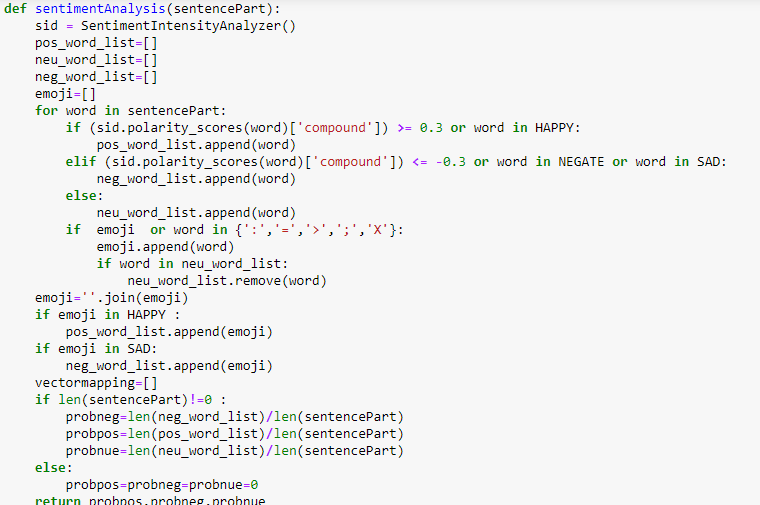 def sentimentAnalysis(sentencePart):
    sid = SentimentIntensityAnalyzer()
    pos_word_list=[]
    neu_word_list=[]
    neg_word_list=[]
    emoji=[]
    for word in sentencePart:
        if (sid.polarity_scores(word)['compound']) >= 0.3 or word in HAPPY:
            pos_word_list.append(word)
        elif (sid.polarity_scores(word)['compound']) <= -0.3 or word in NEGATE or word in SAD:
            neg_word_list.append(word)
        else:
            neu_word_list.append(word)
        if  emoji  or word in {':','=','>',';','X'}:
            emoji.append(word)
            if word in neu_word_list:
                neu_word_list.remove(word)
    emoji=''.join(emoji)
    if emoji in HAPPY :
        pos_word_list.append(emoji)
    if emoji in SAD:
        neg_word_list.append(emoji)
    vectormapping=[]
    if len(sentencePart)!=0 :
        probneg=len(neg_word_list)/len(sentencePart)
        probpos=len(pos_word_list)/len(sentencePart)
        probnue=len(neu_word_list)/len(sentencePart)
    else:
        probpos=probneg=probnue=0
    return probpos,probneg,probnue